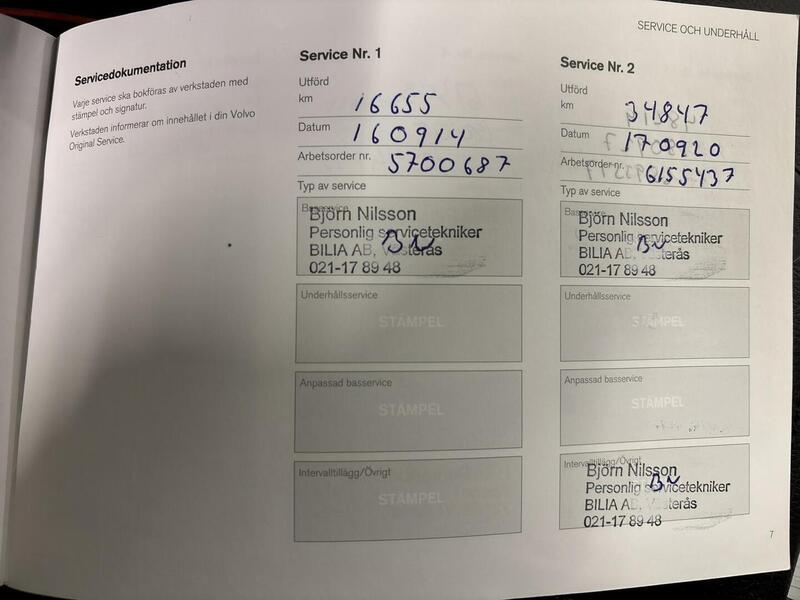 SERVICE OCH UNDERHÅLL
Servicedokumentation
Varje service ska bokföras av verkstaden med
stämpel och signatur.
Verkstaden informerar om innehållet i din Volvo
Original Service.
Service Nr. 1
Utförd
km 16655
Datum 160914
Arbetsorder nr. 5700687
Typ av service
Basservice
Björn Nilsson
Personlig servicetekniker
BN
BILIA AB, Västerås
021-17 89 48
Underhållsservice
STÄMPEL
Anpassad basservice
STÄMPEL
Intervalltillägg/Övrigt
STÄMPEL
Service Nr. 2
Utförd
km 34847
Datum 170920
Arbetsorder nr. 6155437
Typ av service
Basservice
Björn Nilsson
Personlig servicetekniker
BN
BILIA AB, Västerås
021-17 89 48
Underhållsservice
STÄMPEL
Anpassad basservice
STÄMPEL
Intervalltillägg/Övrigt
Björn Nilsson
Personlig servicetekniker
BN
BILIA AB, Västerås
021-17 89 48
7